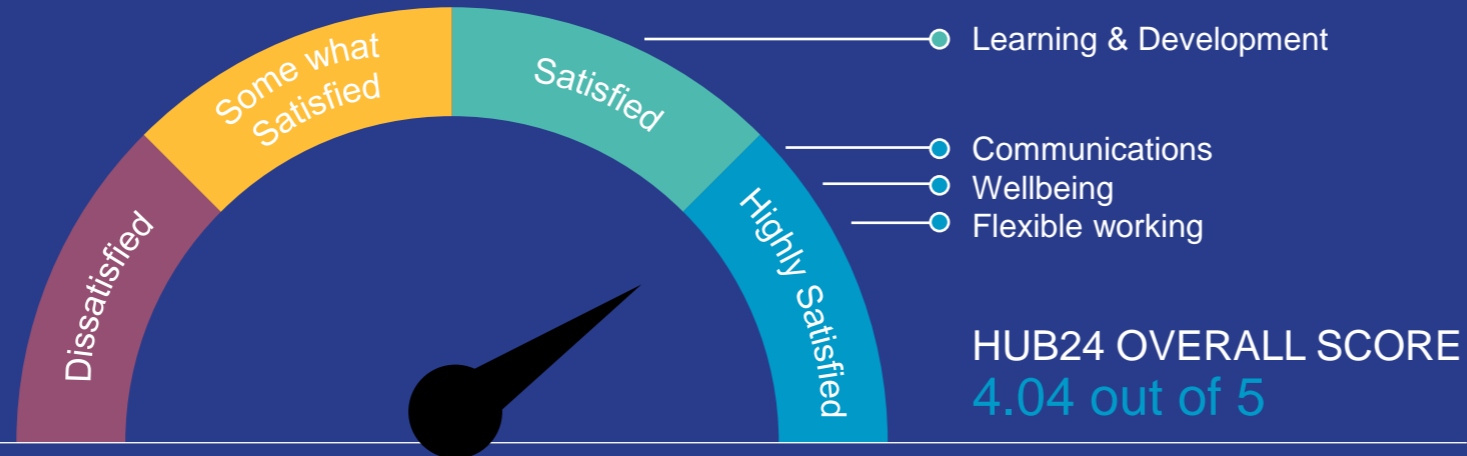 Dissatisfied
Some what
Satisfied
Satisfied
Highly Satisfied
Learning & Development
Communications
Wellbeing
Flexible working
HUB24 OVERALL SCORE
4.04 out of 5